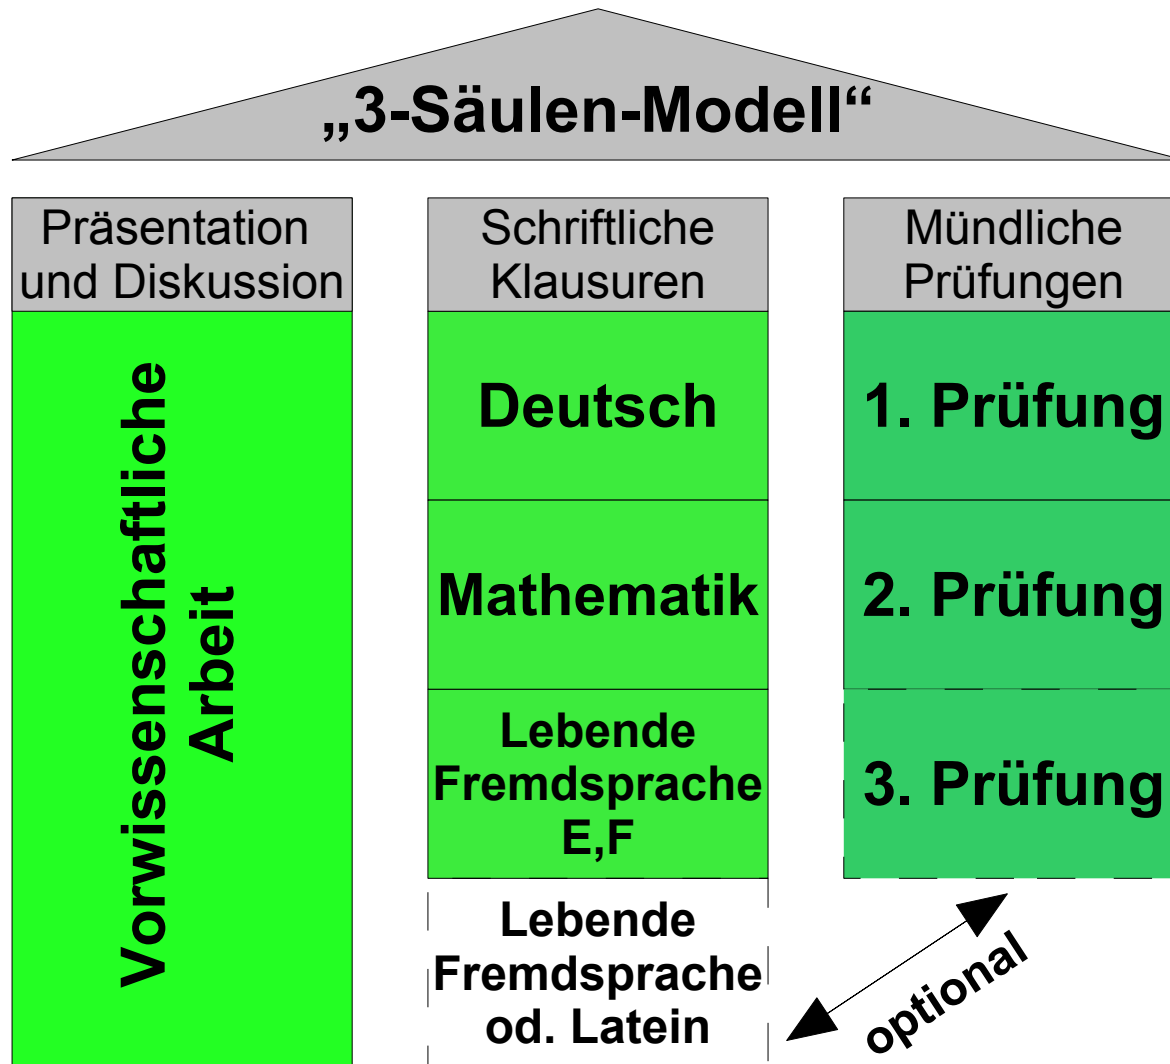 „3-Säulen-Modell“
Präsentation
und Diskussion
Vorwissenschaftliche
Arbeit
Schriftliche
Klausuren
Deutsch
Mathematik
Lebende
Fremdsprache
E,F
Lebende
Fremdsprache
od. Latein
Mündliche
Prüfungen
1. Prüfung
2. Prüfung
3. Prüfung
optional